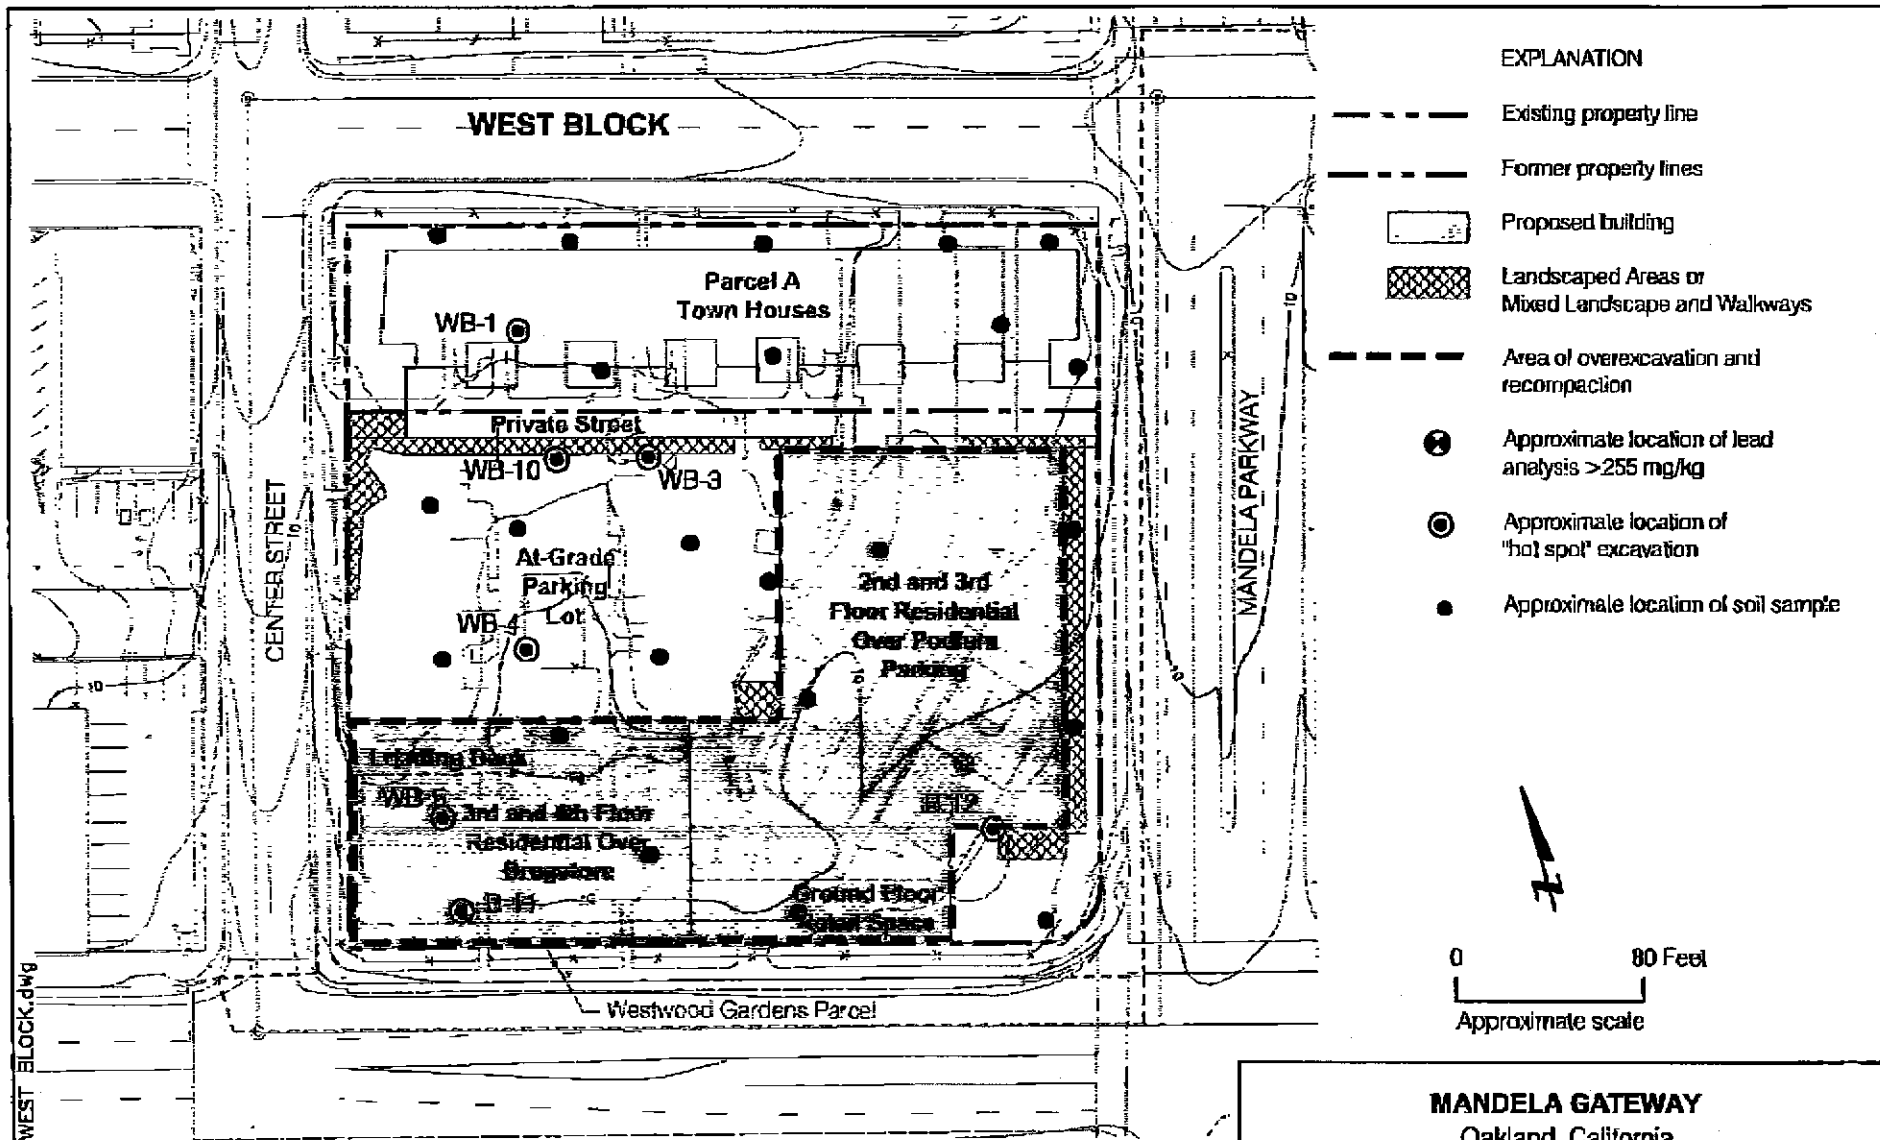 EXPLANATION
Existing property line
Former property lines
Proposed building
Landscaped Areas or
Mixed Landscape and Walkways
Area of overexcavation and
recompaction
Approximate location of lead
analysis >255 mg/kg
Approximate location of
"hot spot" excavation
Approximate location of soil sample
WEST BLOCK
Parcel A
Town Houses
WB-1
Private Street
WB-10
WB-3
At-Grade
Parking
Lot
WB-4
2nd and 3rd
Floor Residential
Over Podium
Parking
Loading Dock
3rd and 4th Floor
Residential Over
Drugstore
Ground Floor
Space
Westwood Gardens Parcel
CENTER STREET
MANDELA PARKWAY
10
10
10
10
10
0 80 Feet
Approximate scale
WEST BLOCK.dwg
MANDELA GATEWAY
Oakland, California